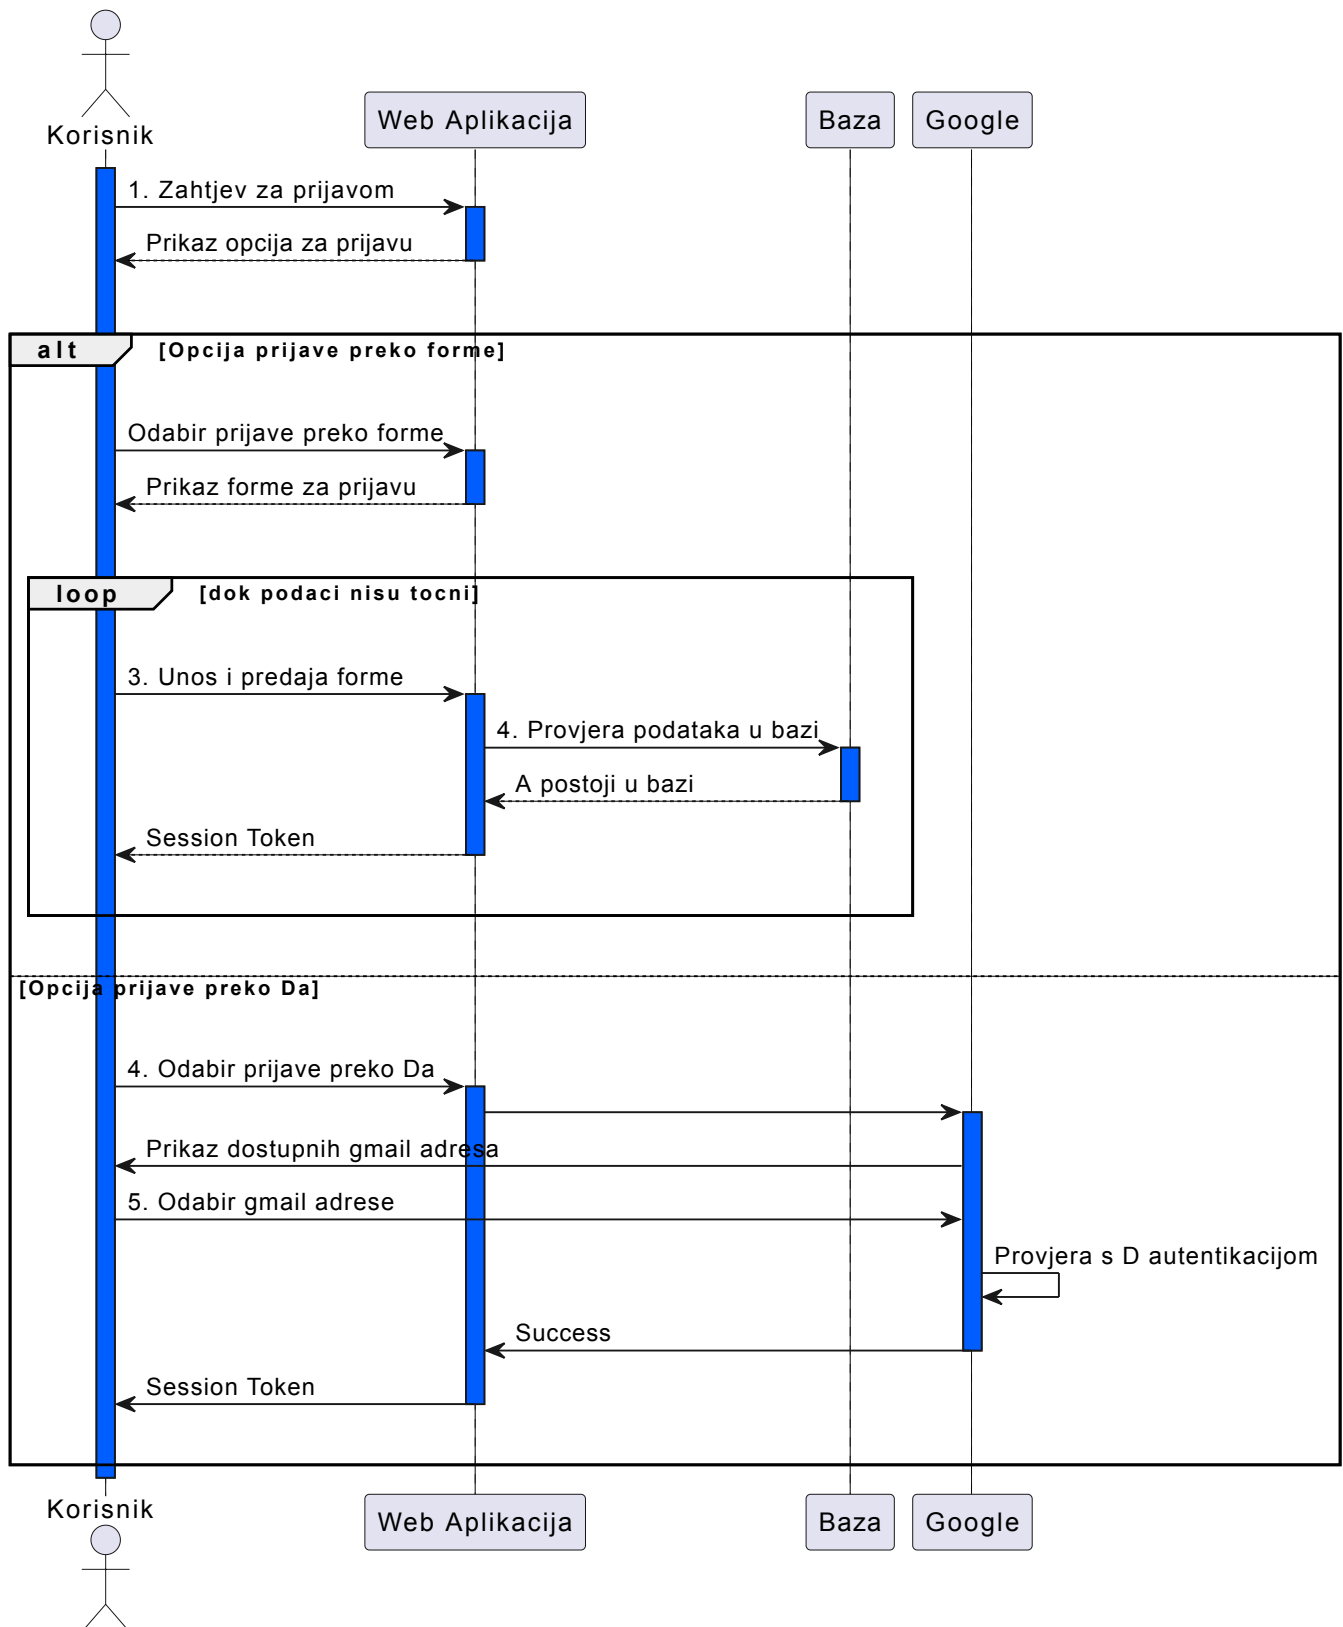 Korisnik
Web Aplikacija
Baza
Google
1. Zahtjev za prijavom
Prikaz opcija za prijavu
alt
[Opcija prijave preko forme]
Odabir prijave preko forme
Prikaz forme za prijavu
loop
[dok podaci nisu tocni]
3. Unos i predaja forme
4. Provjera podataka u bazi
A postoji u bazi
Session Token
[Opcija prijave preko Da]
4. Odabir prijave preko Da
Prikaz dostupnih gmail adresa
5. Odabir gmail adrese
Provjera s D autentikacijom
Success
Session Token
Korisnik
Web Aplikacija
Baza
Google